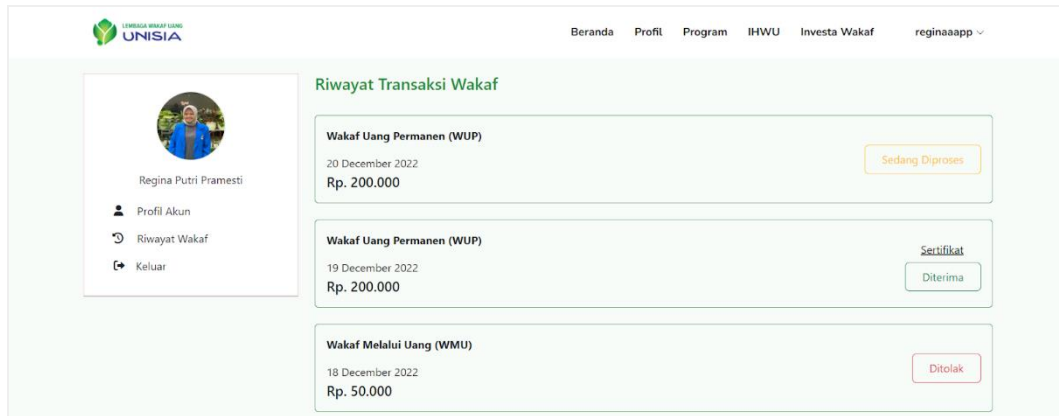 LEMBAGA WAKAF UANG
UNISIA
Beranda Profil Program IHWU Investa Wakaf reginaaapp
Regina Putri Pramesti
Profil Akun
Riwayat Wakaf
Keluar
Riwayat Transaksi Wakaf
Wakaf Uang Permanen (WUP)
20 December 2022
Rp. 200.000
Sedang Diproses
Wakaf Uang Permanen (WUP)
19 December 2022
Rp. 200.000
Sertifikat
Diterima
Wakaf Melalui Uang (WMU)
18 December 2022
Rp. 50.000
Ditolak